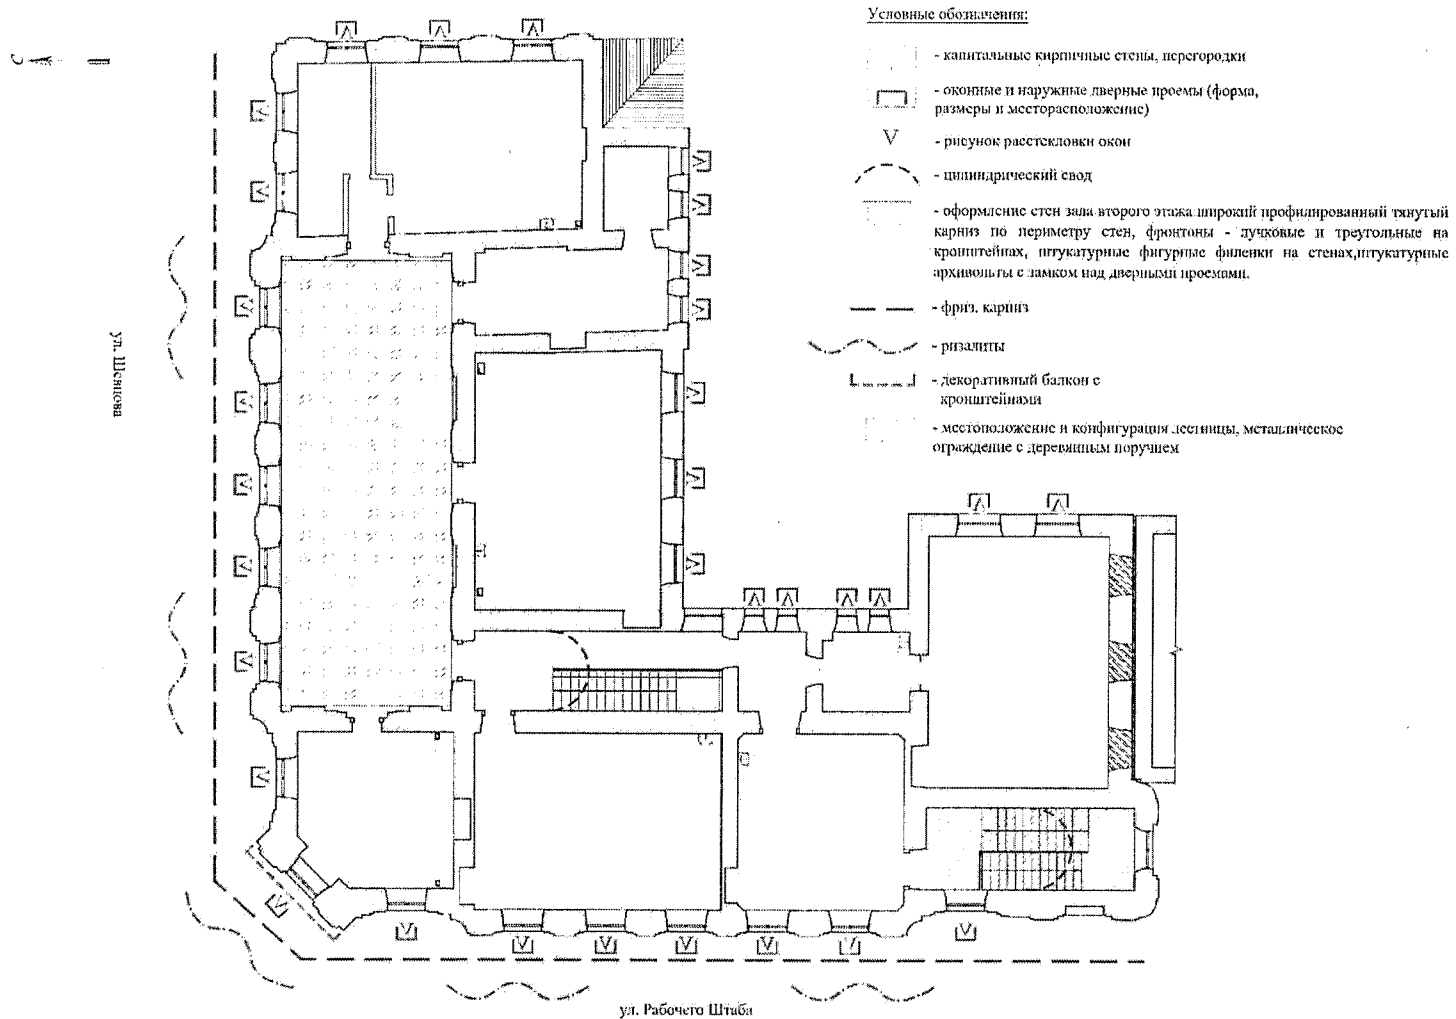 Условные обозначения:
- капитальные кирпичные стены, перегородки
- оконные и наружные дверные проемы (форма,
размеры и месторасположение)
V - рисунок расстекловки окон
- цилиндрический свод
- оформление стен зала второго этажа широкий профилированный тянутый
карниз по периметру стен, фронтоны - лучковые и треугольные на
кронштейнах, штукатурные фигурные филенки на стенах,штукатурные
архивольты с замком над дверными проемами.
- фриз, карниз
- ризалиты
- декоративный балкон с
кронштейнами
- местоположение и конфигурация лестницы, металлическое
ограждение с деревянным поручнем
С
ул. Шевцова
ул. Рабочего Штаба